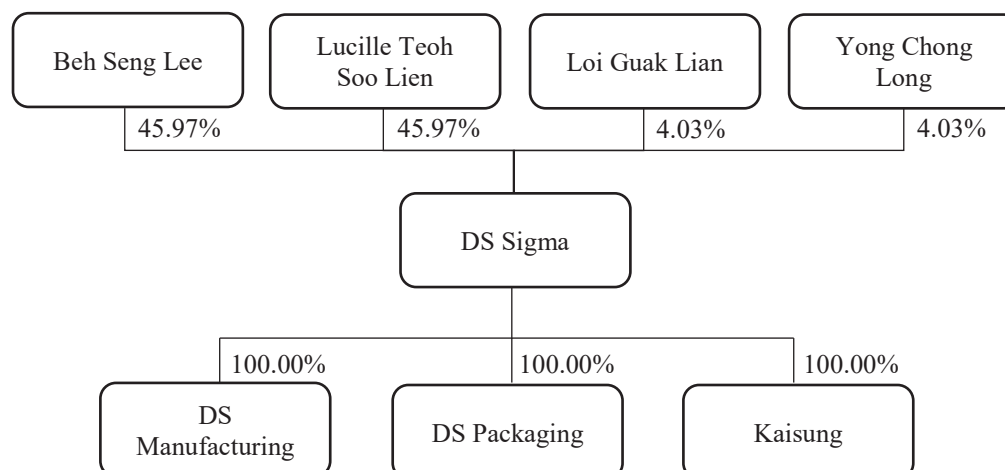 Beh Seng Lee
Lucille Teoh
Soo Lien
Loi Guak Lian
Yong Chong
Long
45.97%
45.97%
4.03%
4.03%
DS Sigma
100.00%
100.00%
100.00%
DS
Manufacturing
DS Packaging
Kaisung